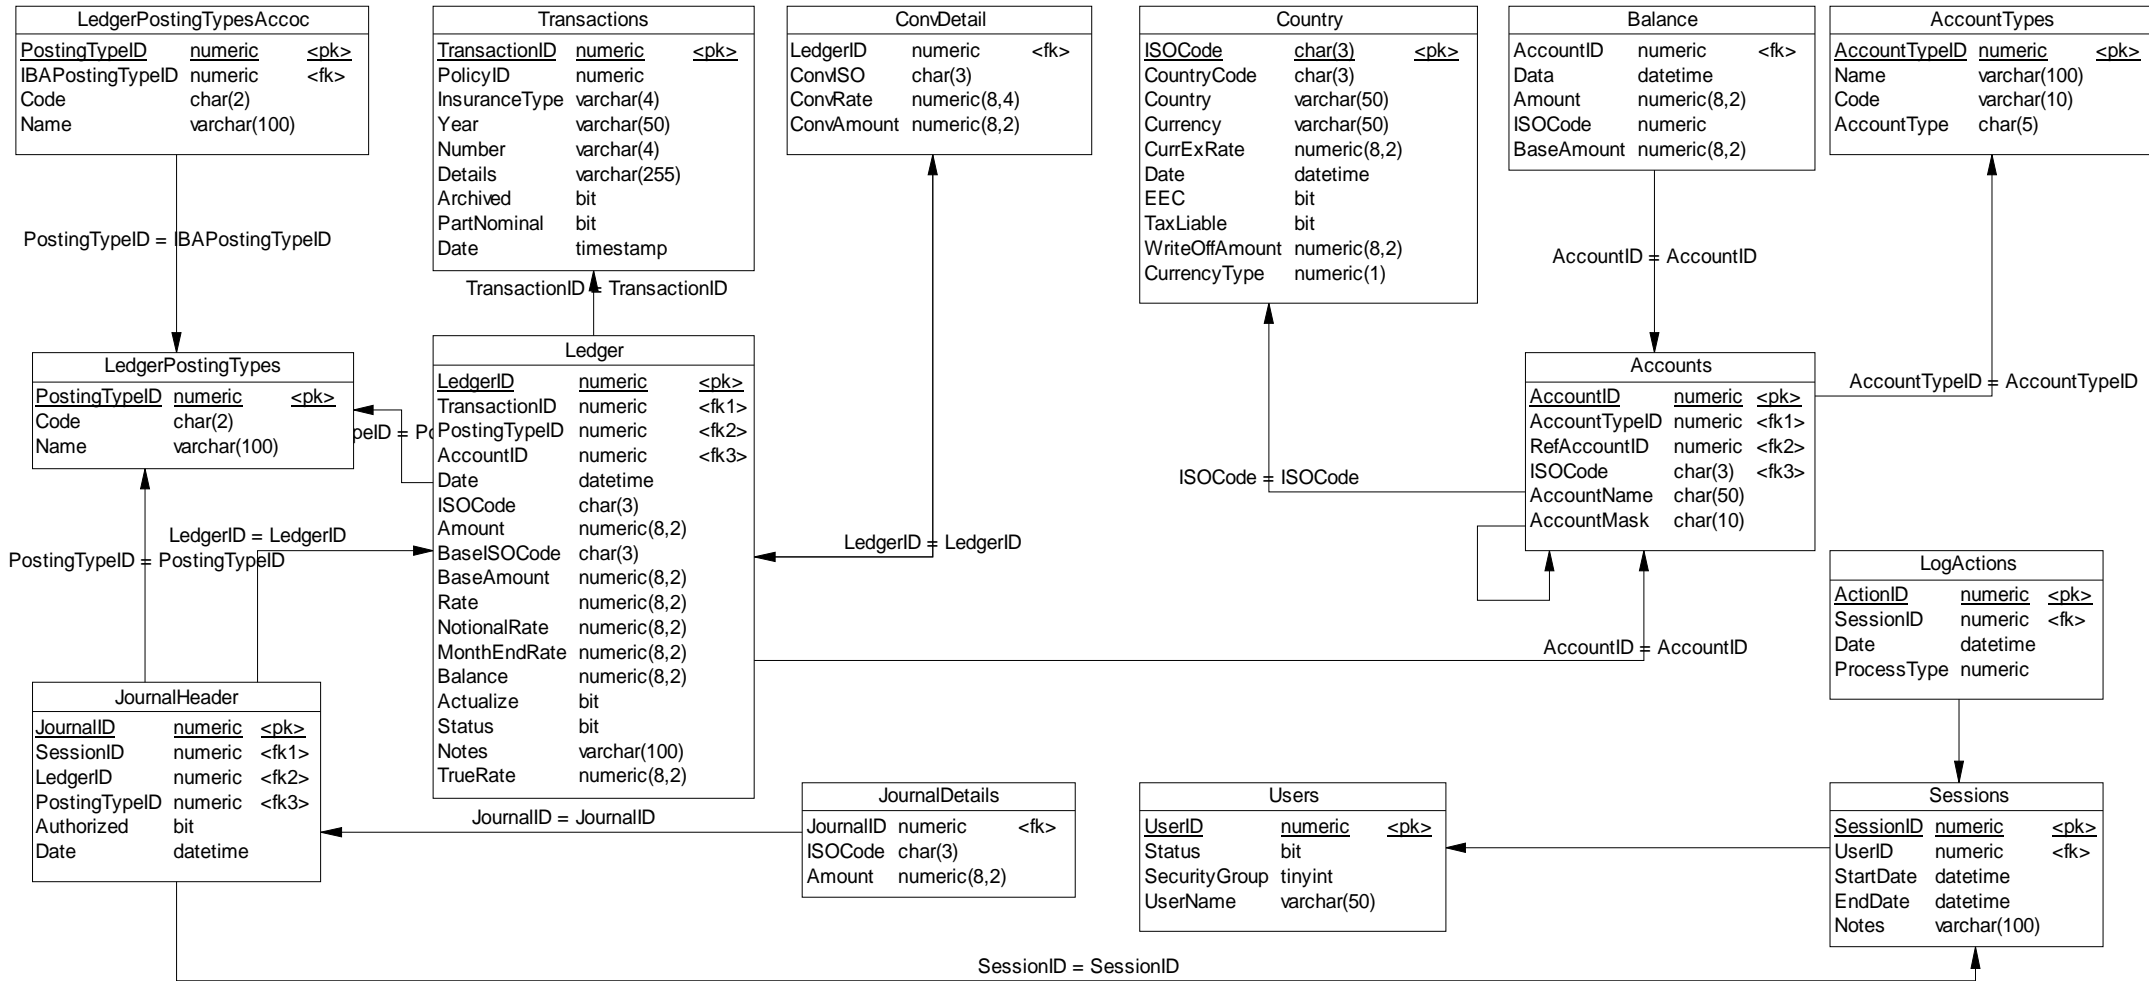 LedgerPostingTypesAccoc
PostingTypeID numeric <pk>
IBAPostingTypeID numeric <fk>
Code char(2)
Name varchar(100)
Transactions
TransactionID numeric <pk>
PolicyID numeric
InsuranceType varchar(4)
Year varchar(50)
Number varchar(4)
Details varchar(255)
Archived bit
PartNominal bit
Date timestamp
ConvDetail
LedgerID numeric <fk>
ConvISO char(3)
ConvRate numeric(8,4)
ConvAmount numeric(8,2)
Country
ISOCode char(3) <pk>
CountryCode char(3)
Country varchar(50)
Currency varchar(50)
CurrExRate numeric(8,2)
Date datetime
EEC bit
TaxLiable bit
WriteOffAmount numeric(8,2)
CurrencyType numeric(1)
Balance
AccountID numeric <fk>
Data datetime
Amount numeric(8,2)
ISOCode numeric
BaseAmount numeric(8,2)
AccountTypes
AccountTypeID numeric <pk>
Name varchar(100)
Code varchar(10)
AccountType char(5)
PostingTypeID = IBAPostingTypeID
TransactionID = TransactionID
AccountID = AccountID
LedgerPostingTypes
PostingTypeID numeric <pk>
Code char(2)
Name varchar(100)
peID = Po
Ledger
LedgerID numeric <pk>
TransactionID numeric <fk1>
PostingTypeID numeric <fk2>
AccountID numeric <fk3>
Date datetime
ISOCode char(3)
Amount numeric(8,2)
BaseISOCode char(3)
BaseAmount numeric(8,2)
Rate numeric(8,2)
NotionalRate numeric(8,2)
MonthEndRate numeric(8,2)
Balance numeric(8,2)
Actualize bit
Status bit
Notes varchar(100)
TrueRate numeric(8,2)
Accounts
AccountID numeric <pk>
AccountTypeID numeric <fk1>
RefAccountID numeric <fk2>
ISOCode char(3) <fk3>
AccountName char(50)
AccountMask char(10)
AccountTypeID = AccountTypeID
ISOCode = ISOCode
LedgerID = LedgerID
PostingTypeID = PostingTypeID
LedgerID = LedgerID
AccountID = AccountID
LogActions
ActionID numeric <pk>
SessionID numeric <fk>
Date datetime
ProcessType numeric
JournalHeader
JournalID numeric <pk>
SessionID numeric <fk1>
LedgerID numeric <fk2>
PostingTypeID numeric <fk3>
Authorized bit
Date datetime
JournalID = JournalID
JournalDetails
JournalID numeric <fk>
ISOCode char(3)
Amount numeric(8,2)
Users
UserID numeric <pk>
Status bit
SecurityGroup tinyint
UserName varchar(50)
Sessions
SessionID numeric <pk>
UserID numeric <fk>
StartDate datetime
EndDate datetime
Notes varchar(100)
SessionID = SessionID